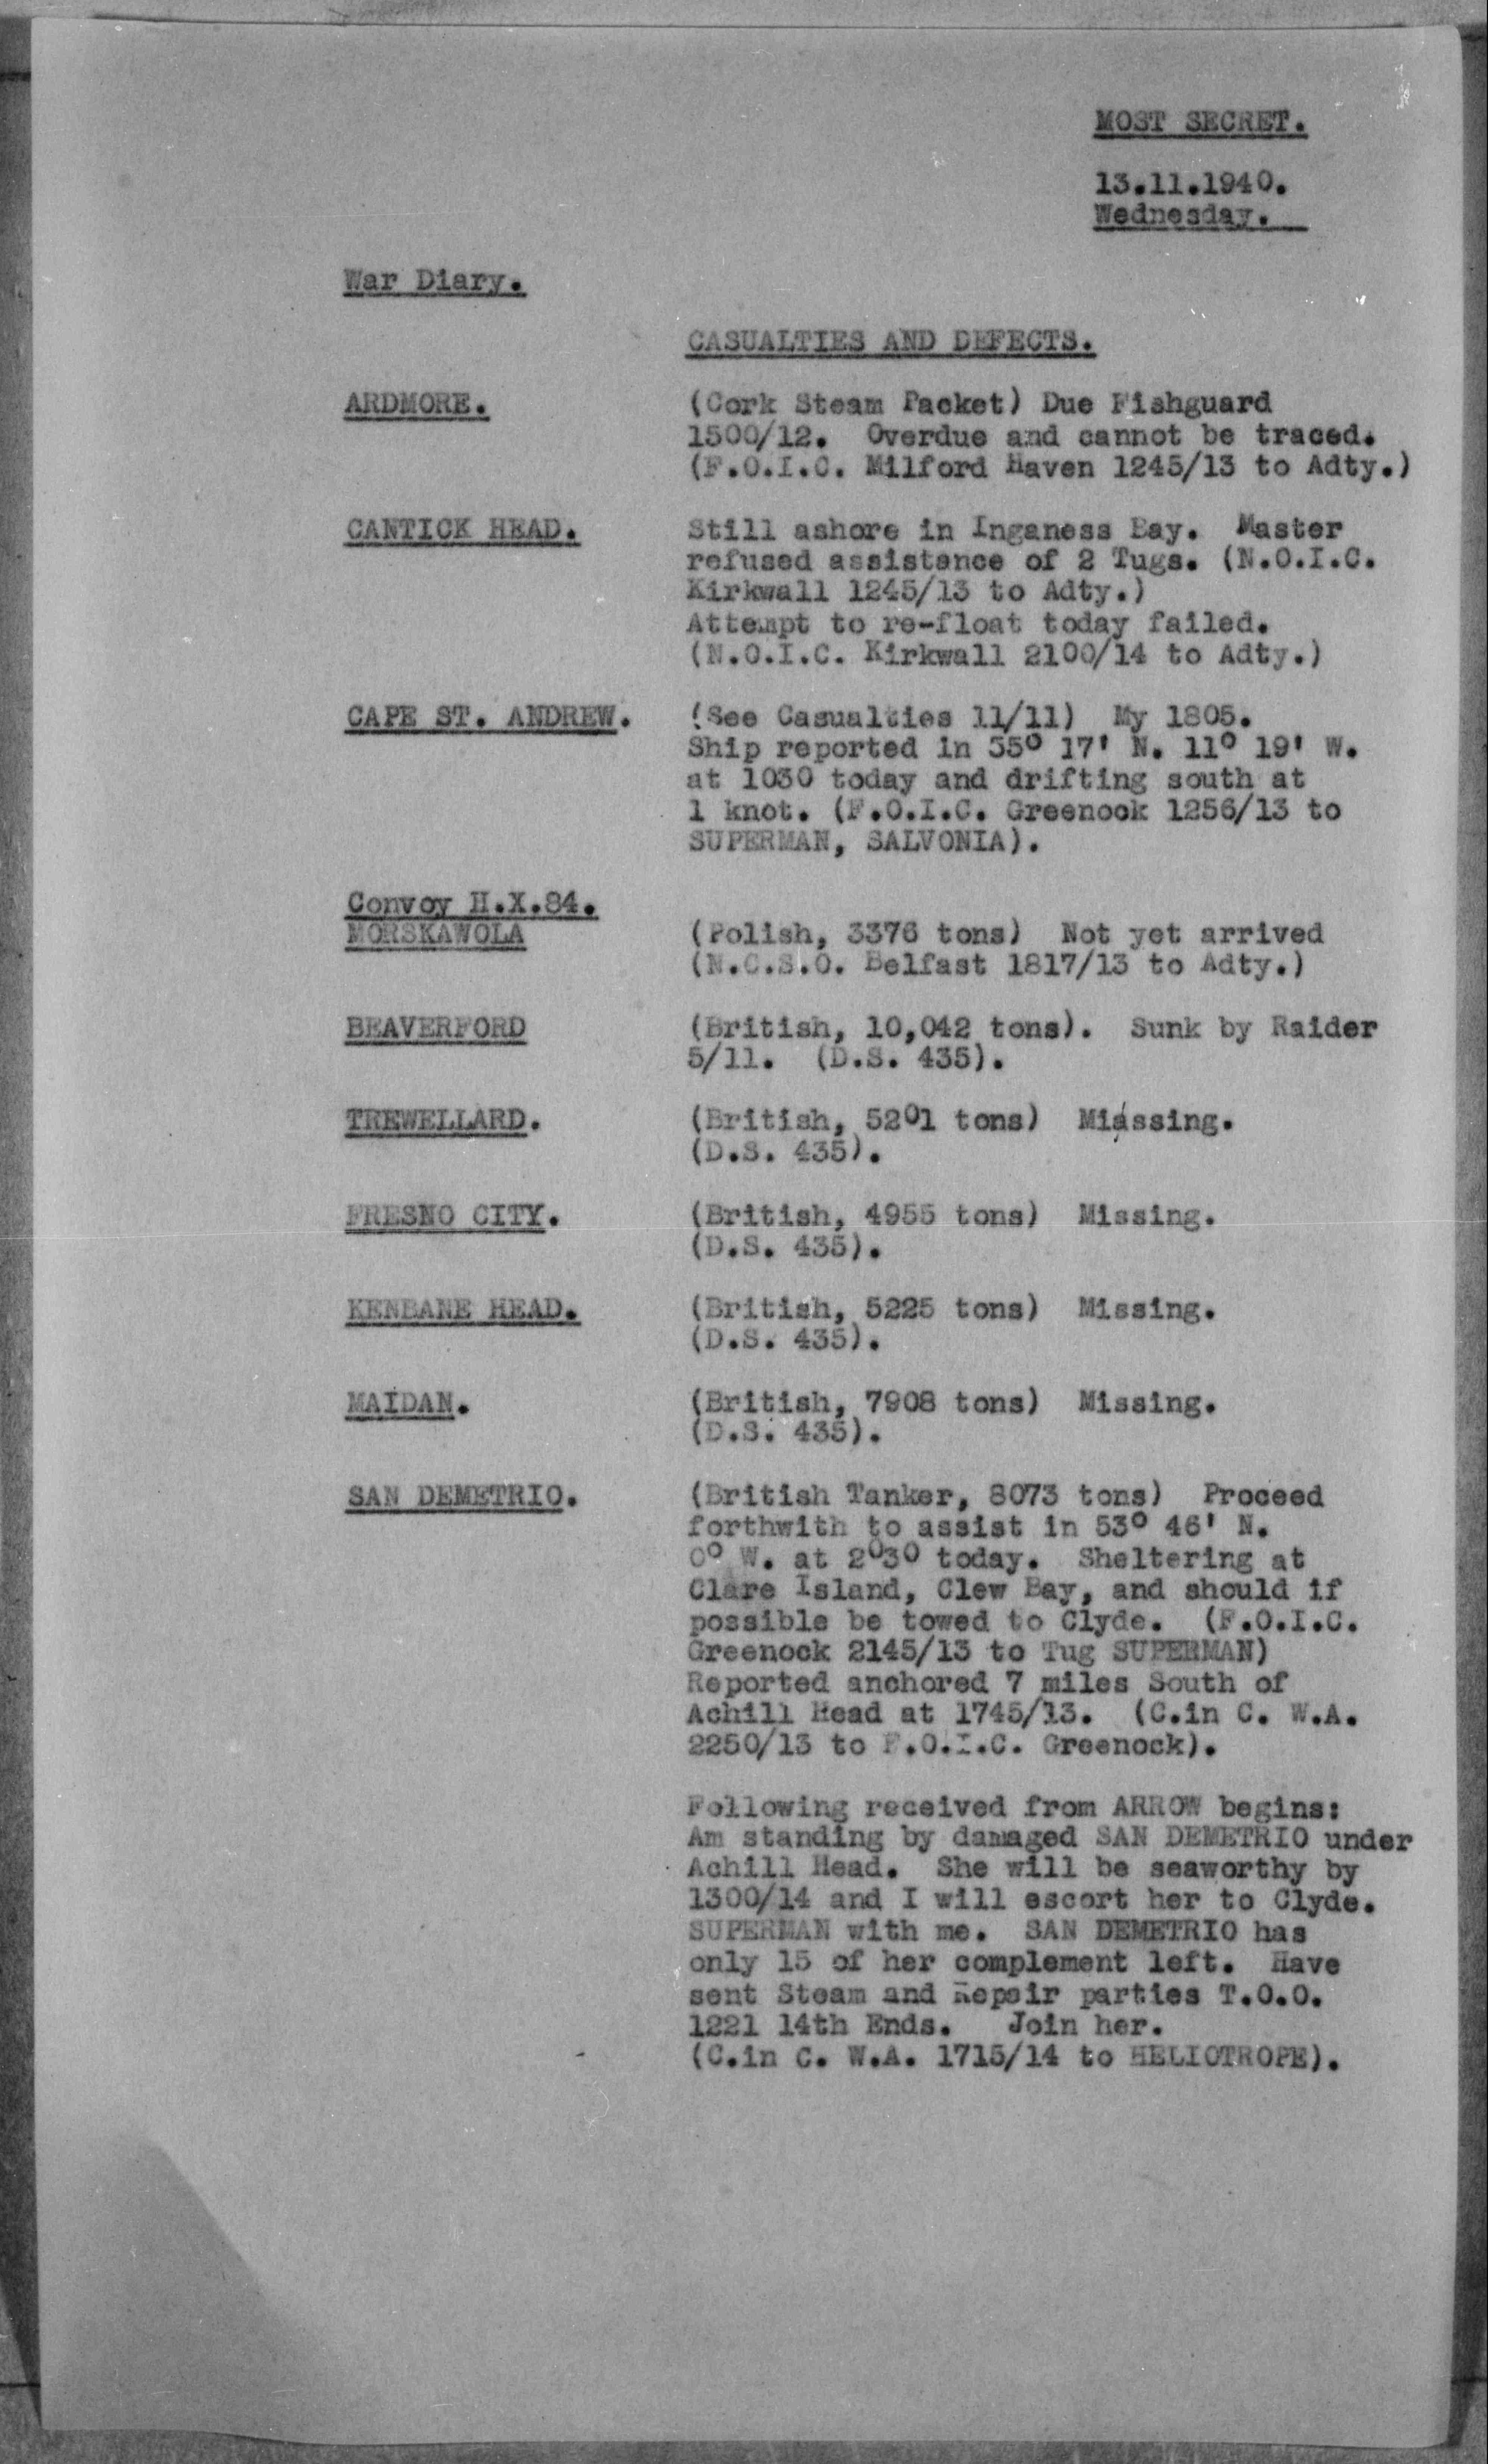 MOST SECRET.
13.11.1940.
Wednesday.
War Diary.
CASUALTIES AND DEFECTS.
ARDMORE. (Cork Steam Packet) Due Fishguard
1500/12. Overdue and cannot be traced.
(F.O.I.C. Milford Haven 1245/13 to Adty.)
CANTICK HEAD. Still ashore in Inganess Bay. Master
refused assistance of 2 Tugs. (N.O.I.C.
Kirkwall 1245/13 to Adty.)
Attempt to re-float today failed.
(N.O.I.C. Kirkwall 2100/14 to Adty.)
CAPE ST. ANDREW. (See Casualties 11/11) My 1805.
Ship reported in 55° 17' N. 11° 19' W.
at 1030 today and drifting south at
1 knot. (F.O.I.C. Greenock 1256/13 to
SUPERMAN, SALVONIA).
Convoy H.X.84.
MORSKAWOLA (Polish, 3376 tons) Not yet arrived
(N.C.S.O. Belfast 1817/13 to Adty.)
BEAVERFORD (British, 10,042 tons). Sunk by Raider
5/11. (D.S. 435).
TREWELLARD. (British, 5201 tons) Miassing.
(D.S. 435).
FRESNO CITY. (British, 4955 tons) Missing.
(D.S. 435).
KENBANE HEAD. (British, 5225 tons) Missing.
(D.S. 435).
MAIDAN. (British, 7908 tons) Missing.
(D.S. 435).
SAN DEMETRIO. (British Tanker, 8073 tons) Proceed
forthwith to assist in 53° 46' N.
0° W. at 2030 today. Sheltering at
Clare Island, Clew Bay, and should if
possible be towed to Clyde. (F.O.I.C.
Greenock 2145/13 to Tug SUPERMAN)
Reported anchored 7 miles South of
Achill Head at 1745/13. (C.in C. W.A.
2250/13 to F.O.I.C. Greenock).
Following received from ARROW begins:
Am standing by damaged SAN DEMETRIO under
Achill Head. She will be seaworthy by
1300/14 and I will escort her to Clyde.
SUPERMAN with me. SAN DEMETRIO has
only 15 of her complement left. Have
sent Steam and Repair parties T.O.O.
1221 14th Ends. Join her.
(C.in C. W.A. 1715/14 to HELIOTROPE).